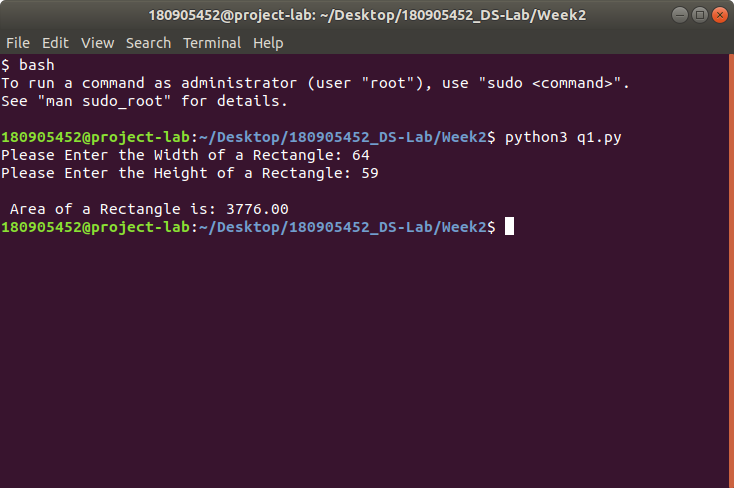 180905452@project-lab: ~/Desktop/180905452_DS-Lab/Week2
File Edit View Search Terminal Help
$ bash
To run a command as administrator (user "root"), use "sudo <command>".
See "man sudo_root" for details.
180905452@project-lab:~/Desktop/180905452_DS-Lab/Week2$ python3 q1.py
Please Enter the Width of a Rectangle: 64
Please Enter the Height of a Rectangle: 59
Area of a Rectangle is: 3776.00
180905452@project-lab:~/Desktop/180905452_DS-Lab/Week2$